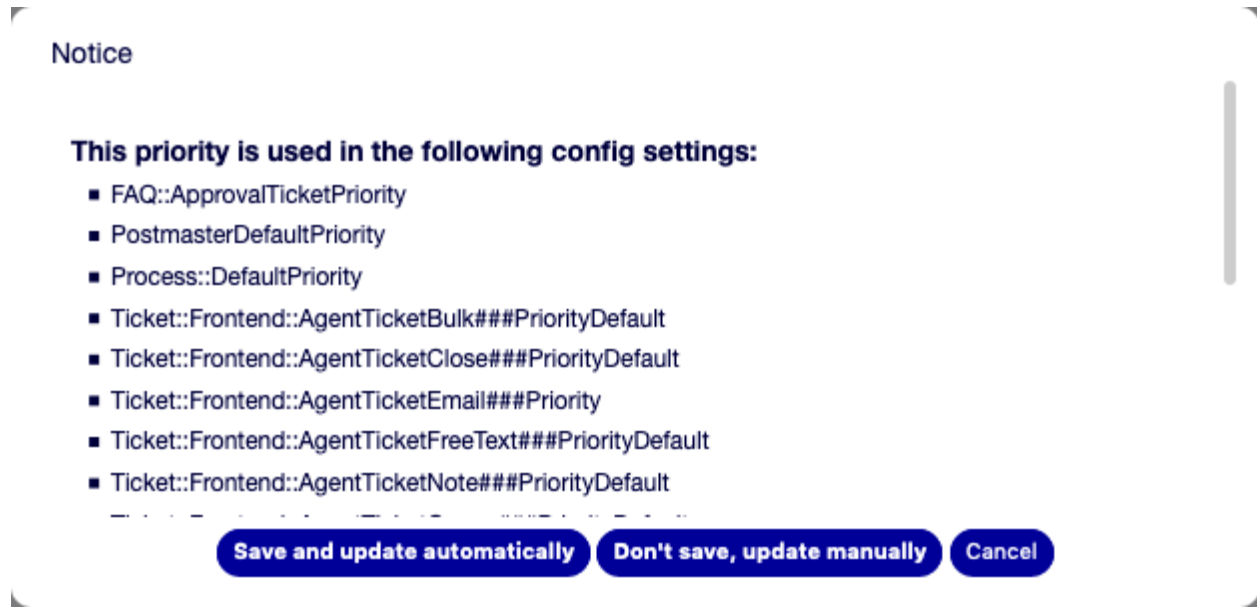 Notice
This priority is used in the following config settings:
FAQ::ApprovalTicketPriority
PostmasterDefaultPriority
Process::DefaultPriority
Ticket::Frontend::AgentTicketBulk###PriorityDefault
Ticket::Frontend::AgentTicketClose###PriorityDefault
Ticket::Frontend::AgentTicketEmail###Priority
Ticket::Frontend::AgentTicketFreeText###PriorityDefault
Ticket::Frontend::AgentTicketNote###PriorityDefault
Save and update automatically Don't save, update manually Cancel